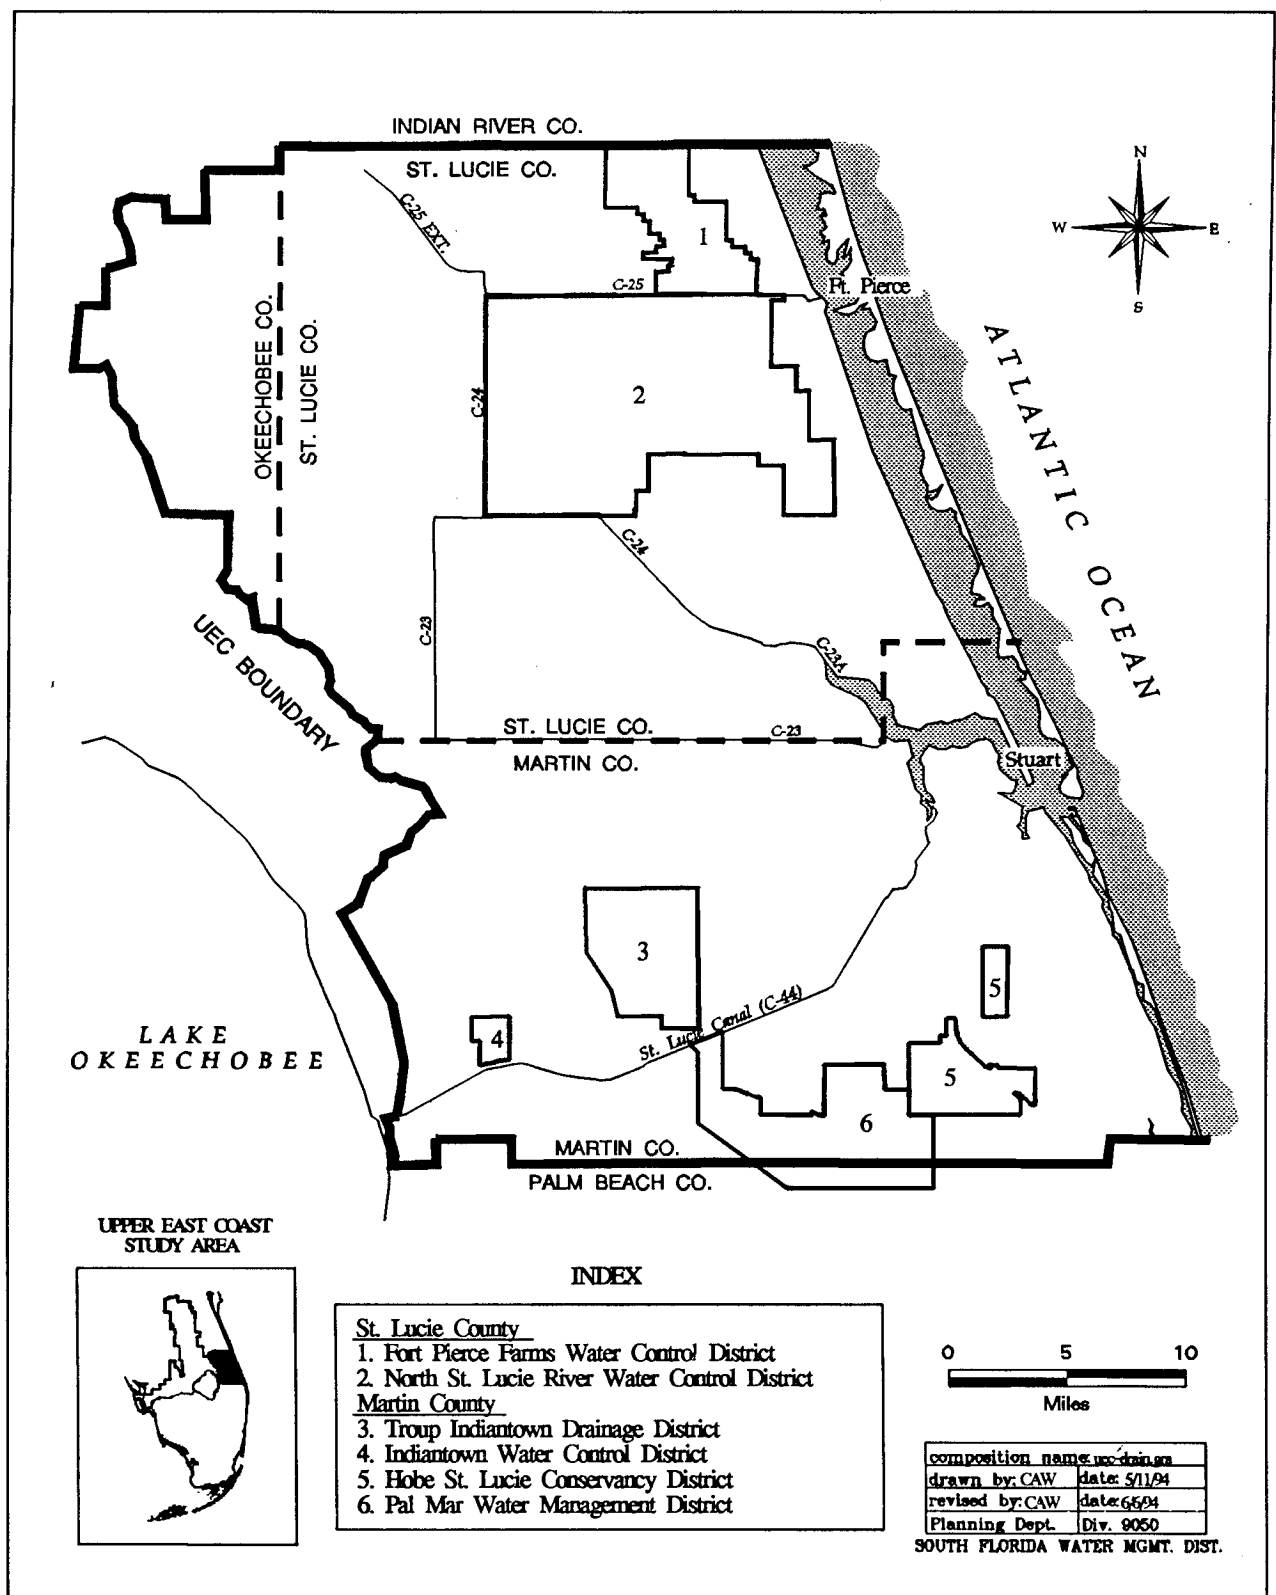 INDIAN RIVER CO.
ST. LUCIE CO.
N
W E
S
C-25 EXT.
1
C-25
Ft. Pierce
OKEECHOBEE CO.
ST. LUCIE CO.
C-24
2
ATLANTIC OCEAN
C-24
C-23
UEC BOUNDARY
C-23A
ST. LUCIE CO.
C-23
MARTIN CO.
Stuart
3
5
St. Lucie Canal (C-44)
4
LAKE
OKEECHOBEE
5
6
MARTIN CO.
PALM BEACH CO.
UPPER EAST COAST
STUDY AREA
INDEX
St. Lucie County
1. Fort Pierce Farms Water Control District
2. North St. Lucie River Water Control District
Martin County
3. Troup Indiantown Drainage District
4. Indiantown Water Control District
5. Hobe St. Lucie Conservancy District
6. Pal Mar Water Management District
0 5 10
Miles
composition name:
drawn by: CAW date: 5/11/94
revised by: CAW date: 6/6/94
Planning Dept. Div. 9050
SOUTH FLORIDA WATER MGMT. DIST.